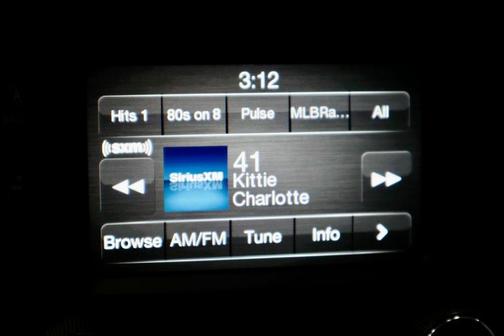 3:12
Hits 1 80s on 8 Pulse MLBRa... All
((sxm))
SiriusXM
41
Kittie
Charlotte
Browse AM/FM Tune Info